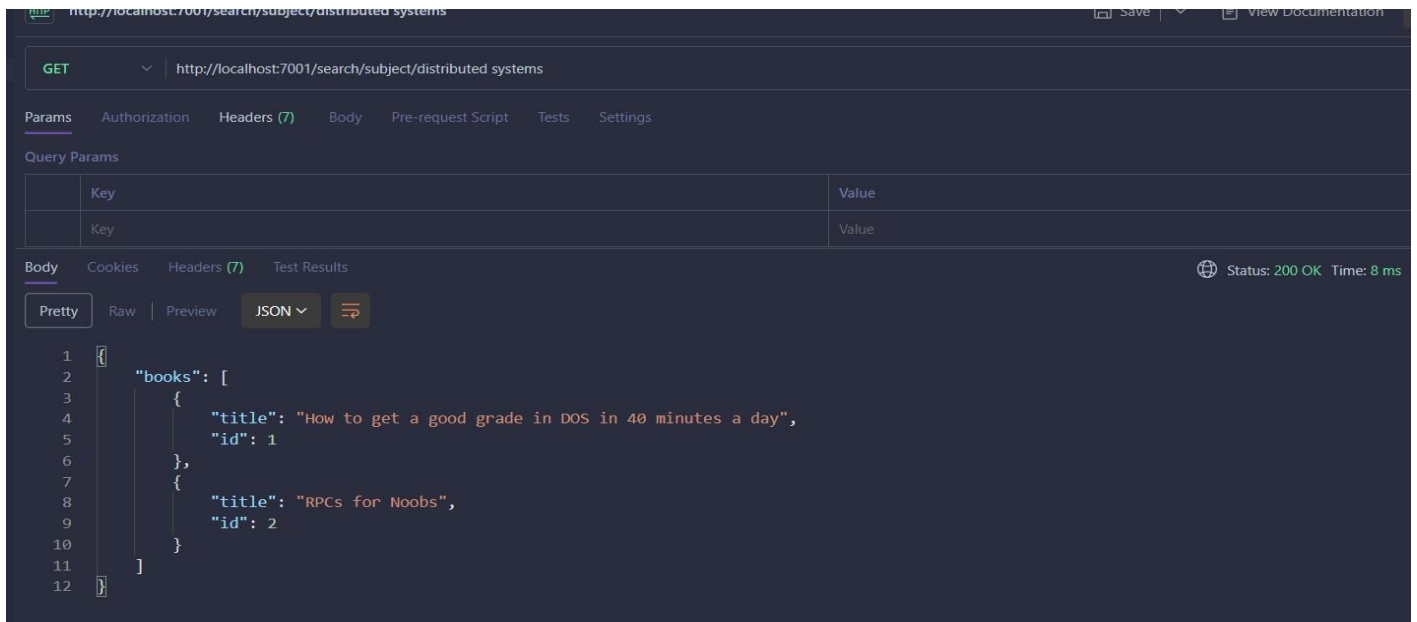 HTTP http://localhost:7001/search/subject/distributed systems Save View Documentation
GET http://localhost:7001/search/subject/distributed systems
Params Authorization Headers (7) Body Pre-request Script Tests Settings
Query Params
Key Value
Key Value
Body Cookies Headers (7) Test Results Status: 200 OK Time: 8 ms
Pretty Raw Preview JSON
1 {
2 "books": [
3 {
4 "title": "How to get a good grade in DOS in 40 minutes a day",
5 "id": 1
6 },
7 {
8 "title": "RPCs for Noobs",
9 "id": 2
10 }
11 ]
12 }